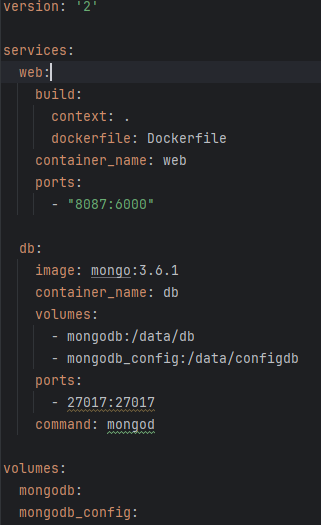 version: '2'

services:
  web:
    build:
      context: .
      dockerfile: Dockerfile
    container_name: web
    ports:
      - "8087:6000"

  db:
    image: mongo:3.6.1
    container_name: db
    volumes:
      - mongodb:/data/db
      - mongodb_config:/data/configdb
    ports:
      - 27017:27017
    command: mongod

volumes:
  mongodb:
  mongodb_config: